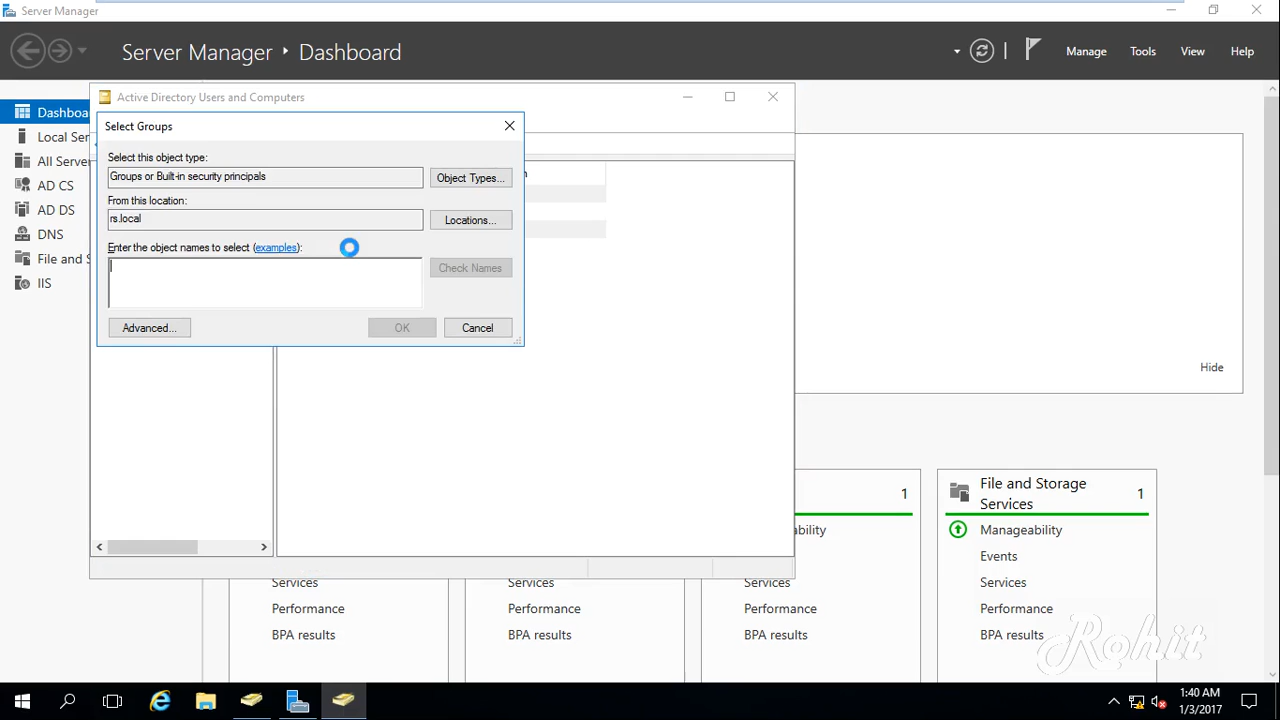 Server Manager
Server Manager ‣ Dashboard
Manage
Tools
View
Help
Dashboa
Local Ser
All Server
AD CS
AD DS
DNS
File and S
IIS
Active Directory Users and Computers
Select Groups
Select this object type:
Groups or Built-in security principals
Object Types...
From this location:
rs.local
Locations...
Enter the object names to select (examples):
Check Names
Advanced...
OK
Cancel
Hide
1
ability
File and Storage
Services
1
Manageability
Events
Services
Performance
BPA results
Services
Performance
BPA results
Services
Performance
BPA results
Services
Performance
BPA results
Rohit
1:40 AM
1/3/2017